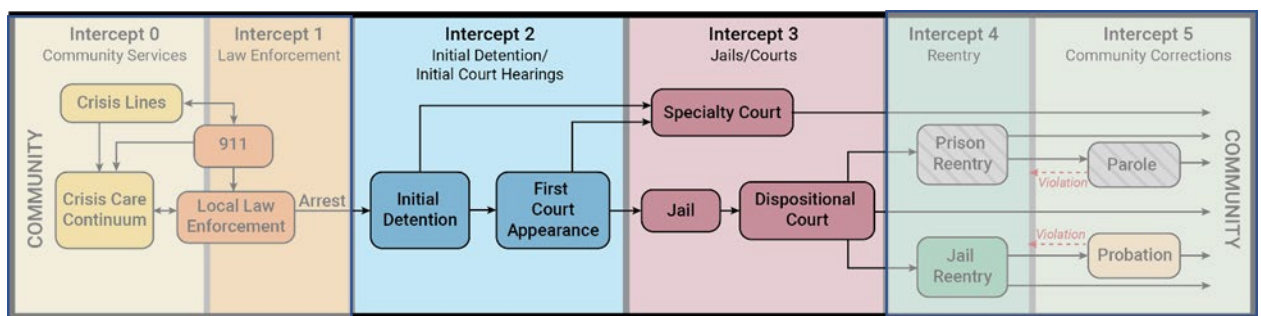 Intercept 0
Community Services
Intercept 1
Law Enforcement
Intercept 2
Initial Detention/
Initial Court Hearings
Intercept 3
Jails/Courts
Intercept 4
Reentry
Intercept 5
Community Corrections
COMMUNITY
Crisis Lines
911
Crisis Care
Continuum
Local Law
Enforcement
Arrest
Initial
Detention
First
Court
Appearance
Specialty Court
Jail
Dispositional
Court
Prison
Reentry
Violation
Parole
Jail
Reentry
Violation
Probation
COMMUNITY